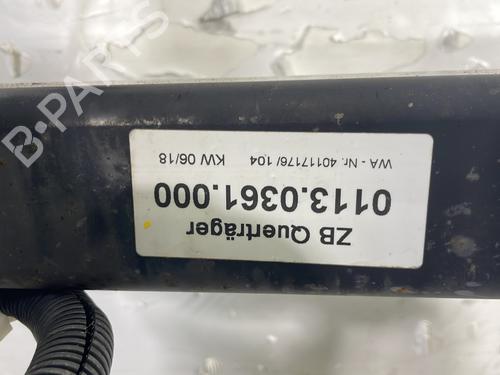 ZB Querträger
0113.0361.000
WA - Nr. 40117176/ 104 KW 06/18
B-PARTS